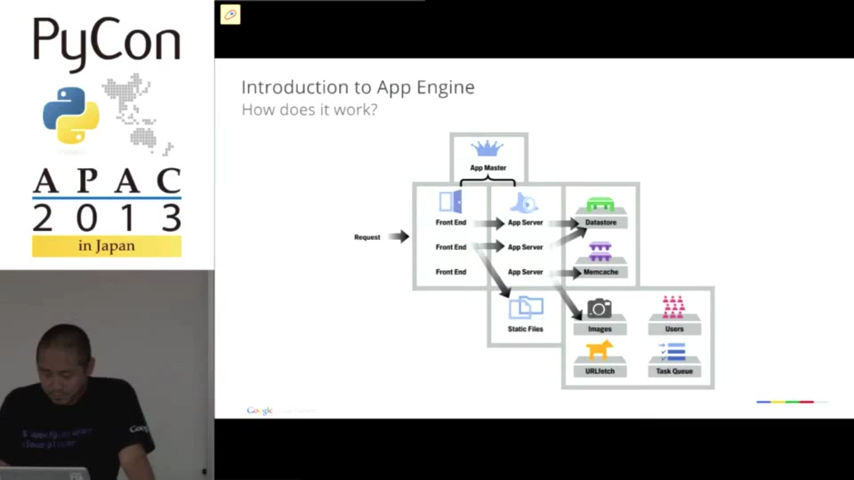 PyCon
APAC
2013
in Japan
Introduction to App Engine
How does it work?
App Master
Request
Front End
App Server
Datastore
Front End
App Server
Front End
App Server
Memcache
Static Files
Images
Users
URLfetch
Task Queue
Google
Google